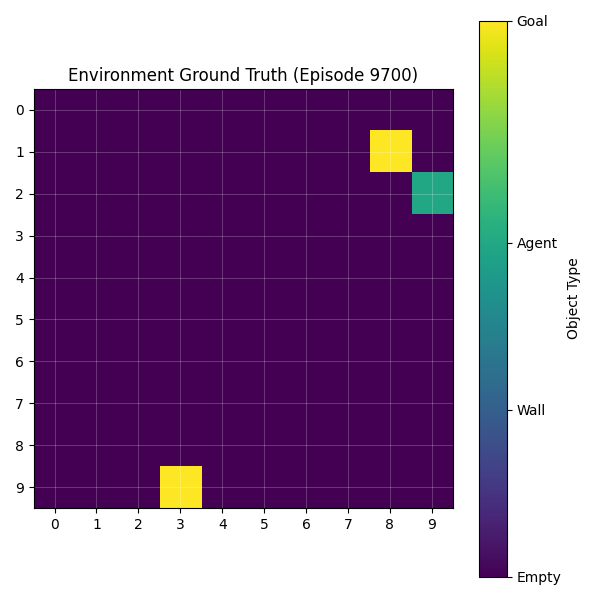 Environment Ground Truth (Episode 9700)
0
1
2
3
4
5
6
7
8
9
0 1 2 3 4 5 6 7 8 9
Goal
Agent
Wall
Empty
Object Type